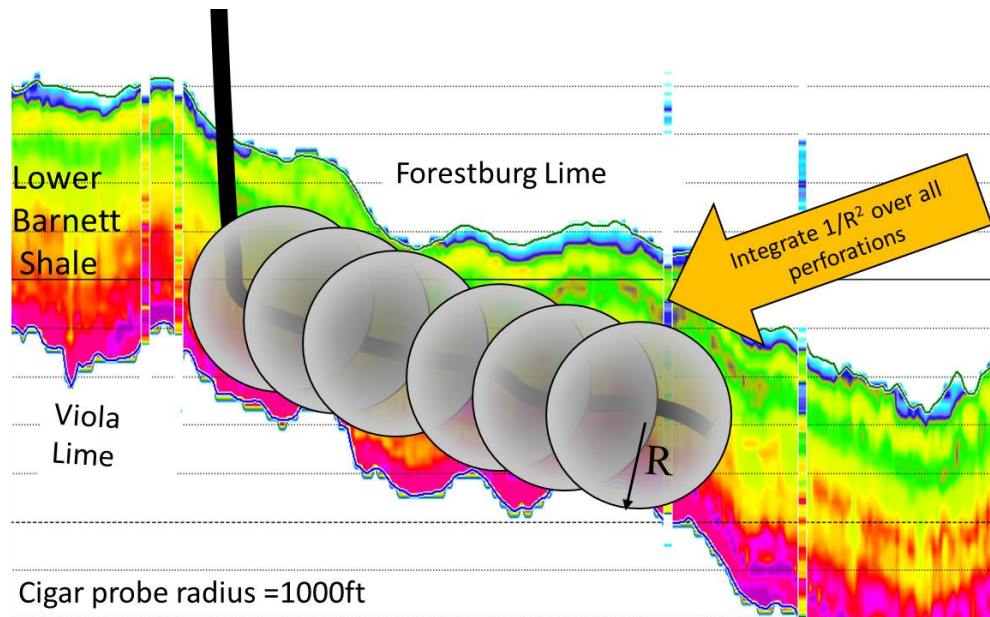 Forestburg Lime
Lower
Barnett
Shale
Integrate 1/R² over all
perforations
Viola
Lime
R
Cigar probe radius =1000ft